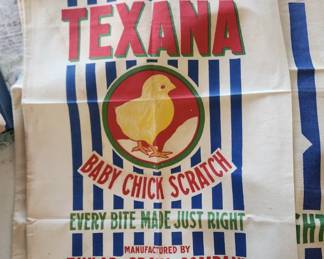 TEXANA
BABY CHICK SCRATCH
EVERY BITE MADE JUST RIGHT
MANUFACTURED BY